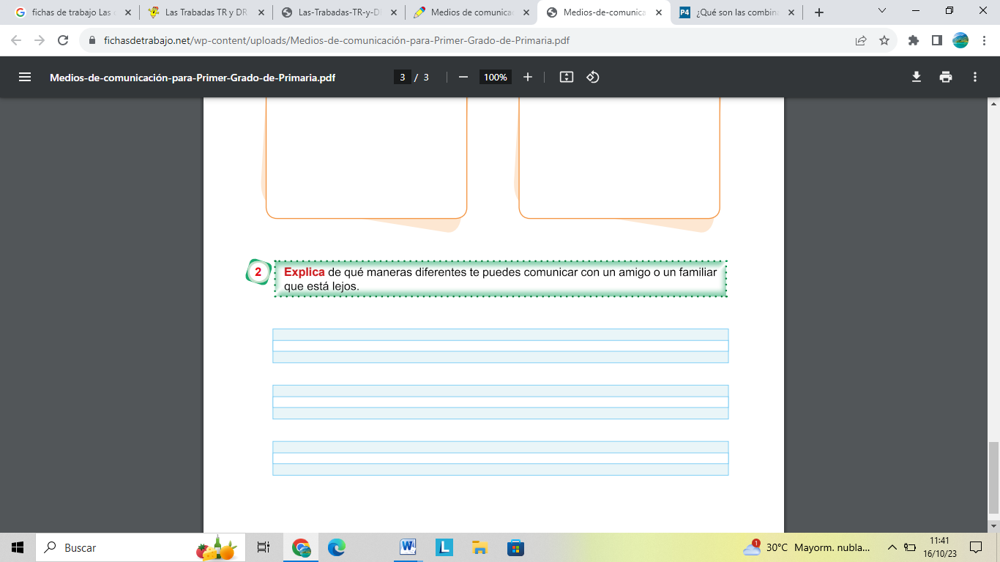 fichas de trabajo Las
Las Trabadas TR y DR
Las-Trabadas-TR-y-D
Medios de comunica
Medios-de-comunica
P4 ¿Qué son las combin
fichasdetrabajo.net/wp-content/uploads/Medios-de-comunicación-para-Primer-Grado-de-Primaria.pdf
Medios-de-comunicación-para-Primer-Grado-de-Primaria.pdf
3 / 3
100%
2
Explica de qué maneras diferentes te puedes comunicar con un amigo o un familiar
que está lejos.
Buscar
W
L
1
30°C Mayorm. nubla...
11:41
16/10/23